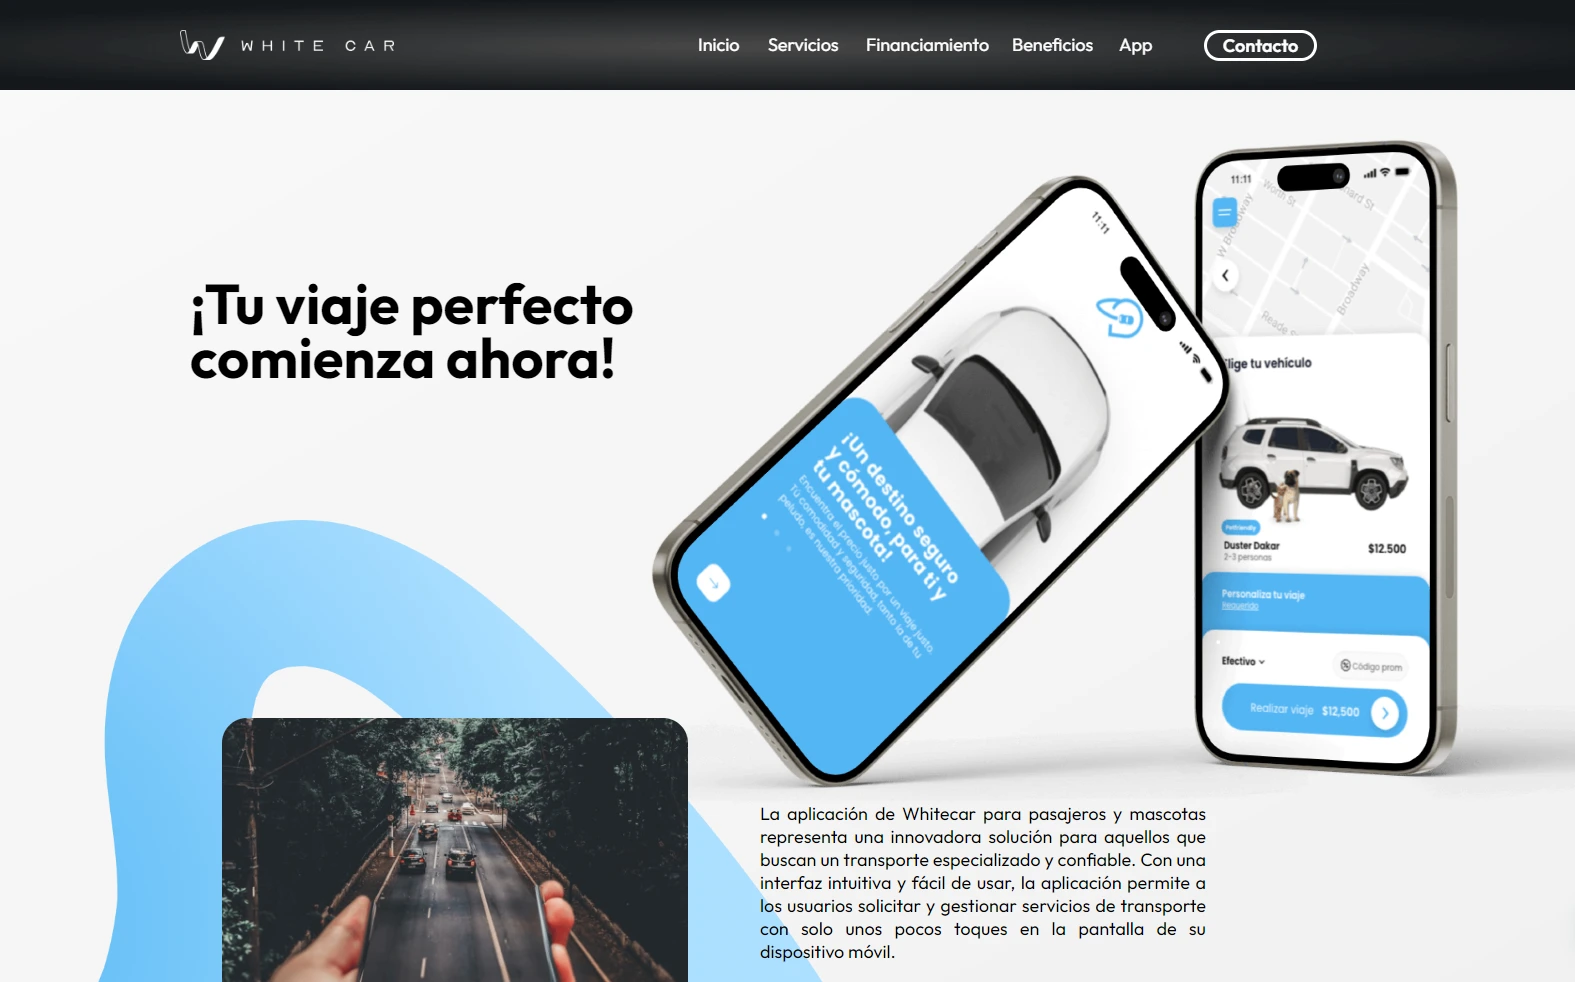 WHITE CAR
Inicio
Servicios
Financiamiento
Beneficios
App
Contacto
¡Tu viaje perfecto
comienza ahora!
11:11
¡Un destino seguro
y cómodo, para ti y
tu mascota!
Encuentra el precio justo por un viaje justo.
Tu comodidad y seguridad, tanto la de tu
peludo, es nuestra prioridad.
11:11
Worth St
W Broadway
Broadway
Reade S
lige tu vehículo
Petfriendly
Duster Dakar
$12.500
2-3 personas
Personaliza tu viaje
Requerido
Efectivo
Código prom
Realizar viaje $12,500
La aplicación de Whitecar para pasajeros y mascotas
representa una innovadora solución para aquellos que
buscan un transporte especializado y confiable. Con una
interfaz intuitiva y fácil de usar, la aplicación permite a
los usuarios solicitar y gestionar servicios de transporte
con solo unos pocos toques en la pantalla de su
dispositivo móvil.